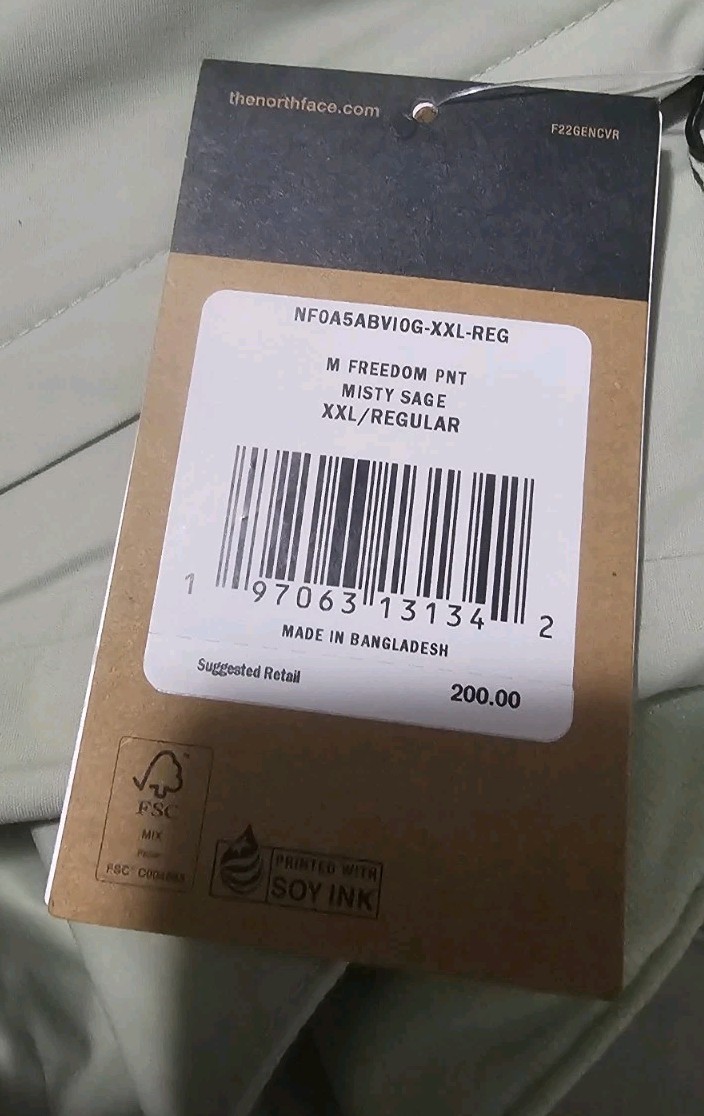 thenorthface.com
F22GENCVR
NF0A5ABVI0G-XXL-REG
M FREEDOM PNT
MISTY SAGE
XXL/REGULAR
1 97063 13134 2
MADE IN BANGLADESH
Suggested Retail 200.00
FSC
MIX
PRINTED WITH
SOY INK